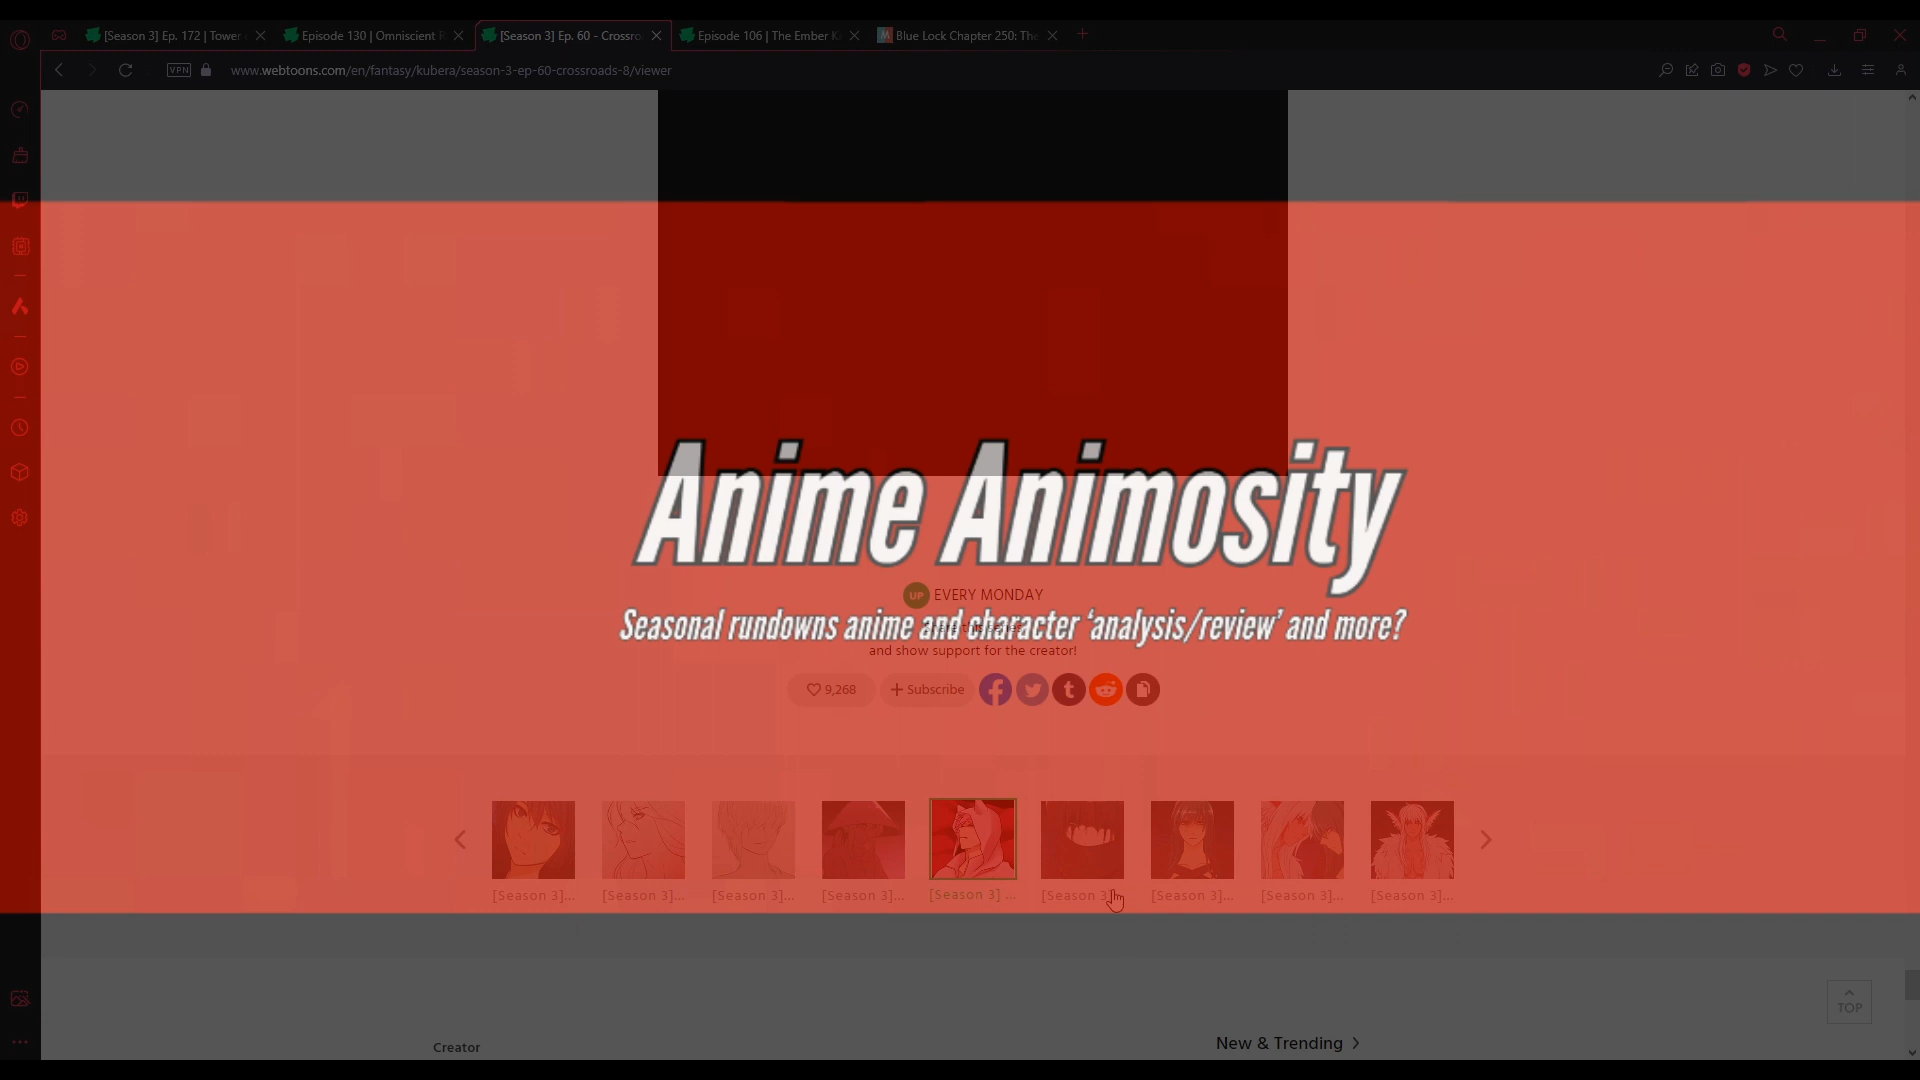 [Season 3] Ep. 172 | Tower
Episode 130 | Omniscient R
[Season 3] Ep. 60 - Crossro
Episode 106 | The Ember K
Blue Lock Chapter 250: The
VPN
www.webtoons.com/en/fantasy/kubera/season-3-ep-60-crossroads-8/viewer
Anime Animosity
UP EVERY MONDAY
Seasonal rundowns anime and character ‘analysis/review’ and more?
Share this series
and show support for the creator!
9,268
+ Subscribe
[Season 3]...
[Season 3]...
[Season 3]...
[Season 3]...
[Season 3] ...
[Season 3]
[Season 3]...
[Season 3]...
[Season 3]...
TOP
Creator
New & Trending